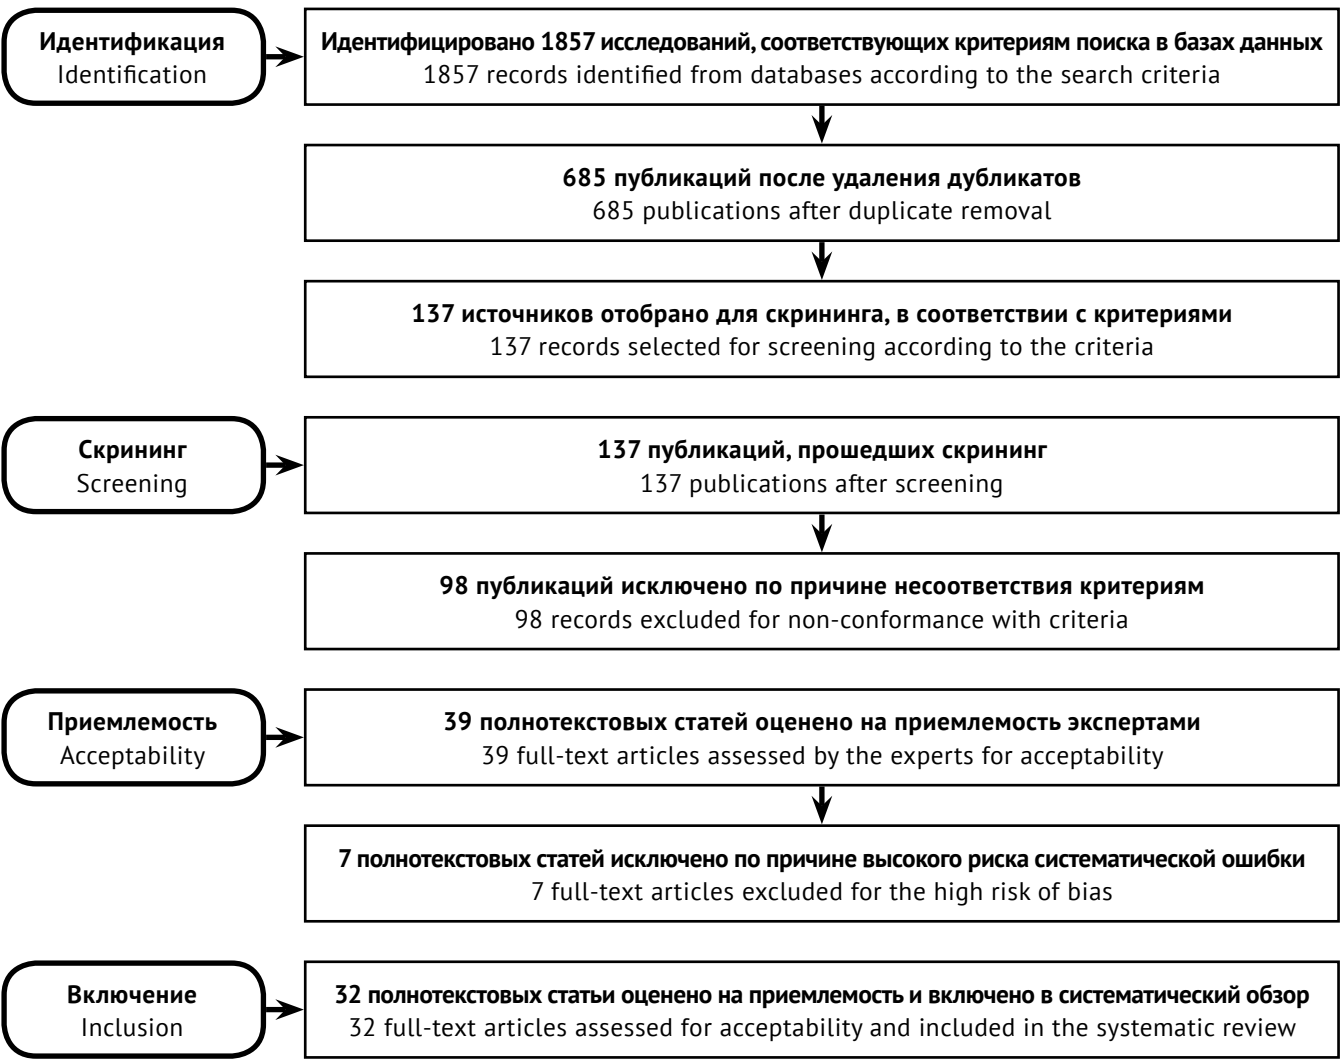 Идентификация
Identification
Идентифицировано 1857 исследований, соответствующих критериям поиска в базах данных
1857 records identified from databases according to the search criteria
685 публикаций после удаления дубликатов
685 publications after duplicate removal
137 источников отобрано для скрининга, в соответствии с критериями
137 records selected for screening according to the criteria
Скрининг
Screening
137 публикаций, прошедших скрининг
137 publications after screening
98 публикаций исключено по причине несоответствия критериям
98 records excluded for non-conformance with criteria
Приемлемость
Acceptability
39 полнотекстовых статей оценено на приемлемость экспертами
39 full-text articles assessed by the experts for acceptability
7 полнотекстовых статей исключено по причине высокого риска систематической ошибки
7 full-text articles excluded for the high risk of bias
Включение
Inclusion
32 полнотекстовых статьи оценено на приемлемость и включено в систематический обзор
32 full-text articles assessed for acceptability and included in the systematic review